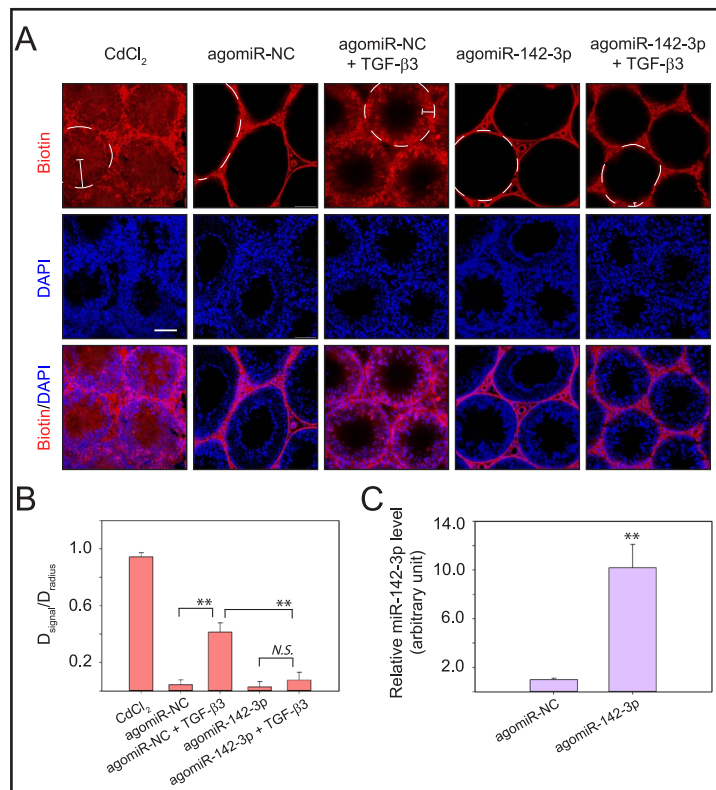 A
CdCl2
agomiR-NC
agomiR-NC
+ TGF-β3
agomiR-142-3p
agomiR-142-3p
+ TGF-β3
Biotin
DAPI
Biotin/DAPI
B
Dsignal/Dradius
1.0
0.6
0.2
**
**
N.S.
CdCl2
agomiR-NC
agomiR-NC + TGF-β3
agomiR-142-3p
agomiR-142-3p + TGF-β3
C
Relative miR-142-3p level
(arbitrary unit)
14.0
10.0
6.0
2.0
**
agomiR-NC
agomiR-142-3p